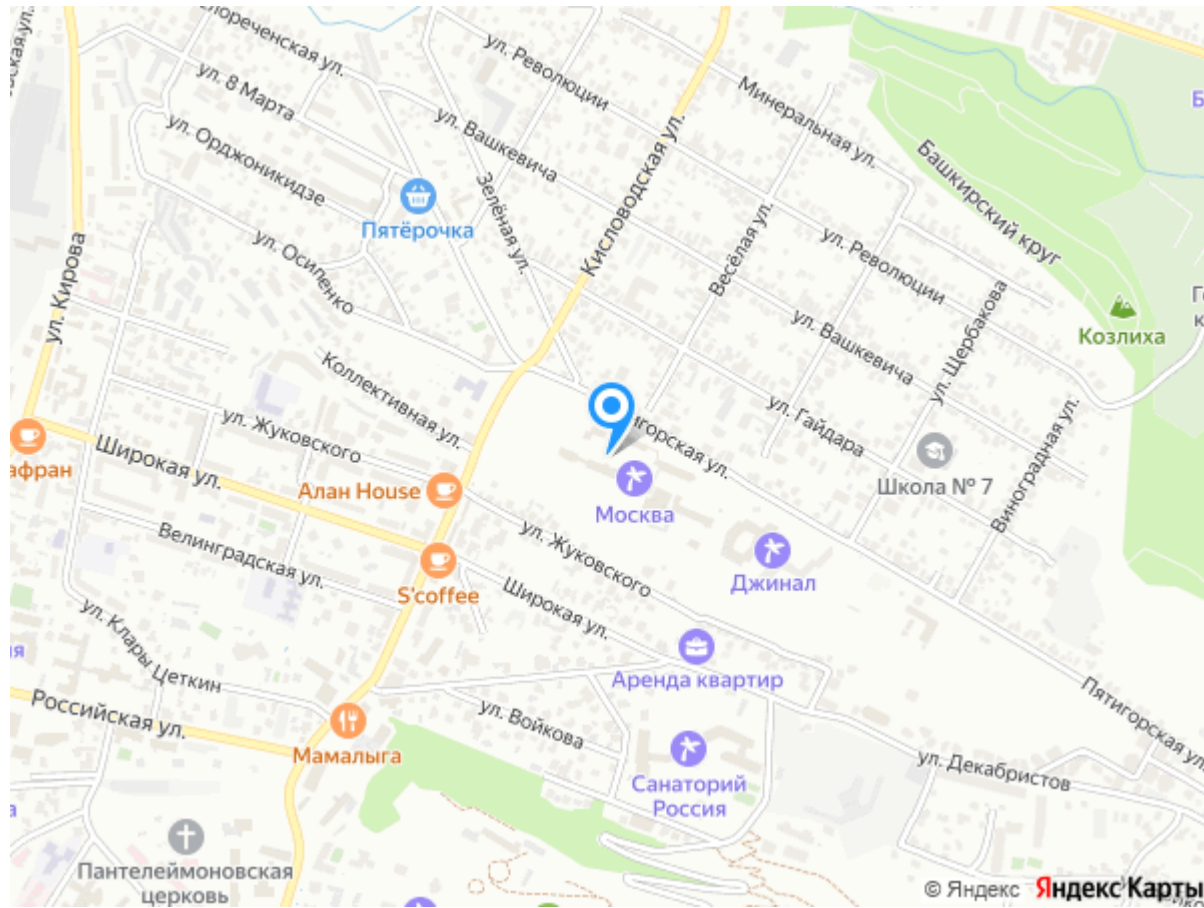 ул. Революции
ул. 8 Марта
ул. Вашкевича
Минеральная ул.
ул. Орджоникидзе
Кисловодская ул.
Башкирский круг
Зелёная ул.
Пятёрочка
Весёлая ул.
ул. Осипенко
ул. Революции
ул. Кирова
ул. Щербакова
Козлиха
ул. Вашкевича
Коллективная ул.
ул. Гайдара
ул. Жуковского
Виноградная ул.
Широкая ул.
Школа № 7
Алан House
Москва
ул. Жуковского
Велинградская ул.
Джинал
S'coffee
Широкая ул.
ул. Клары Цеткин
Аренда квартир
Пятигорская ул.
Российская ул.
ул. Войкова
Мамалыга
ул. Декабристов
Санаторий
Россия
Пантелеймоновская
церковь
© Яндекс Яндекс Карты